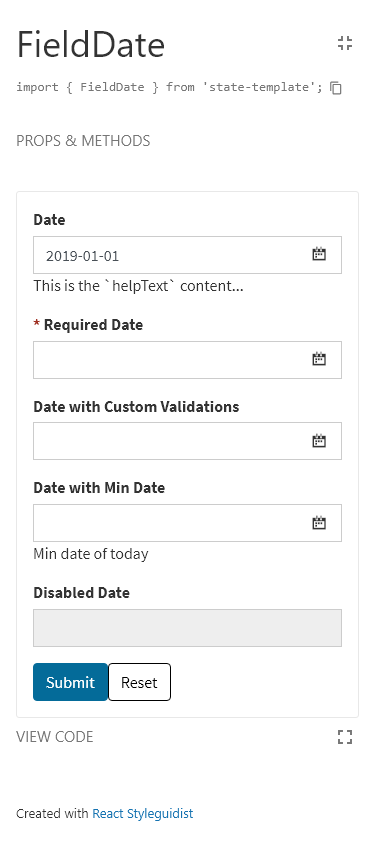 FieldDate
import { FieldDate } from 'state-template';
PROPS & METHODS
Date
2019-01-01
This is the `helpText` content...
* Required Date
Date with Custom Validations
Date with Min Date
Min date of today
Disabled Date
Submit Reset
VIEW CODE
Created with React Styleguidist